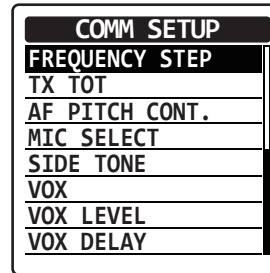 COMM SETUP
FREQUENCY STEP
TX TOT
AF PITCH CONT.
MIC SELECT
SIDE TONE
VOX
VOX LEVEL
VOX DELAY